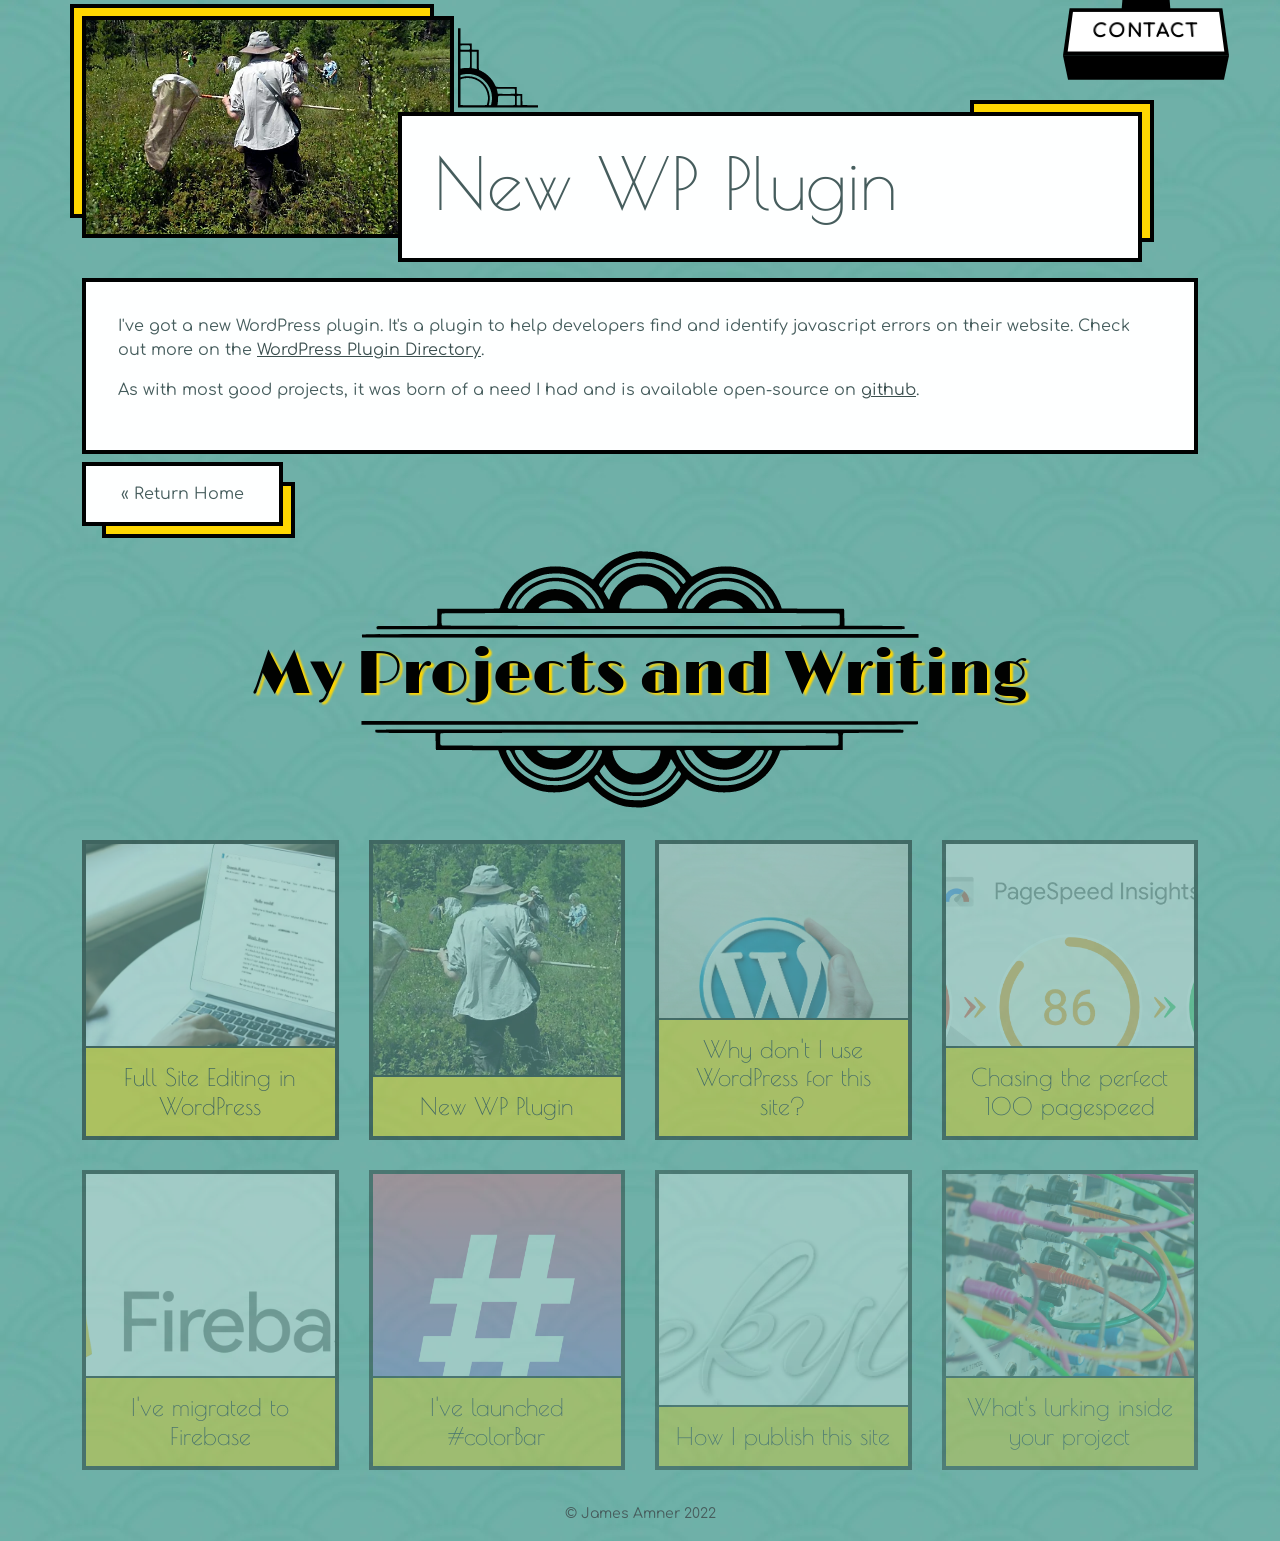 CONTACT
New WP Plugin
I've got a new WordPress plugin. It's a plugin to help developers find and identify javascript errors on their website. Check
out more on the WordPress Plugin Directory.
As with most good projects, it was born of a need I had and is available open-source on github.
« Return Home
My Projects and Writing
Full Site Editing in
WordPress
New WP Plugin
W
Why don't I use
WordPress for this
site?
PageSpeed Insights
86
Chasing the perfect
100 pagespeed
Fireba
I've migrated to
Firebase
#
I've launched
#colorBar
ekyl
How I publish this site
What's lurking inside
your project
© James Amner 2022